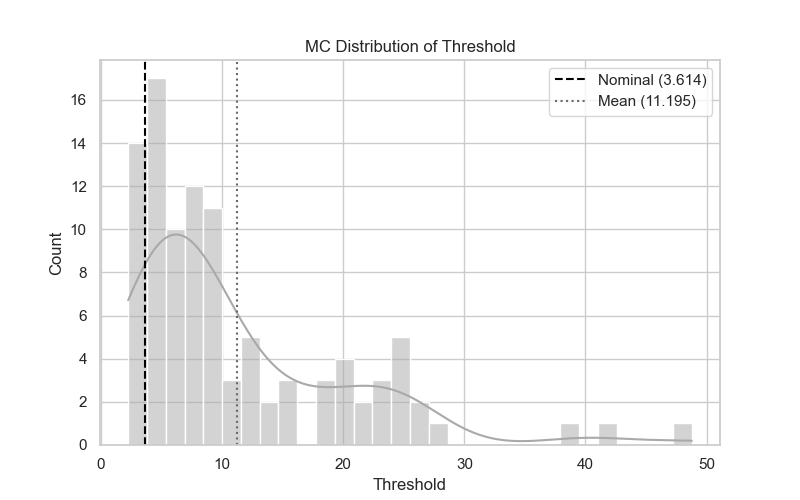 MC Distribution of Threshold
Nominal (3.614)
Mean (11.195)
Count
16
14
12
10
8
6
4
2
0
0 10 20 30 40 50
Threshold